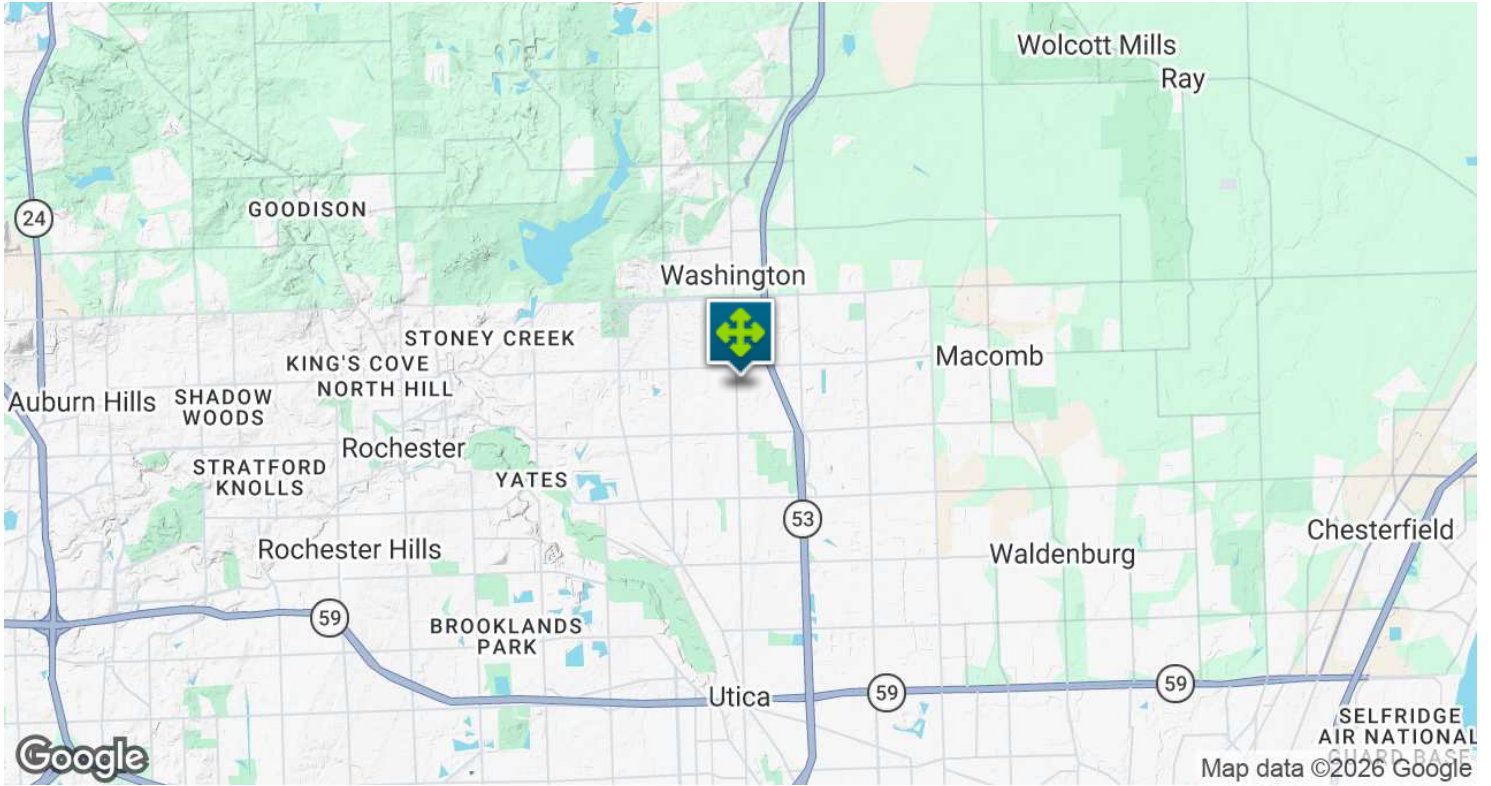 Wolcott Mills
Ray
GOODISON
24
Washington
STONEY CREEK
KING'S COVE
NORTH HILL
Macomb
Auburn Hills
SHADOW
WOODS
Rochester
STRATFORD
KNOLLS
YATES
53
Chesterfield
Rochester Hills
Waldenburg
59
BROOKLANDS
PARK
59
59
Utica
SELFRIDGE
AIR NATIONAL
GUARD BASE
Google
Map data ©2026 Google